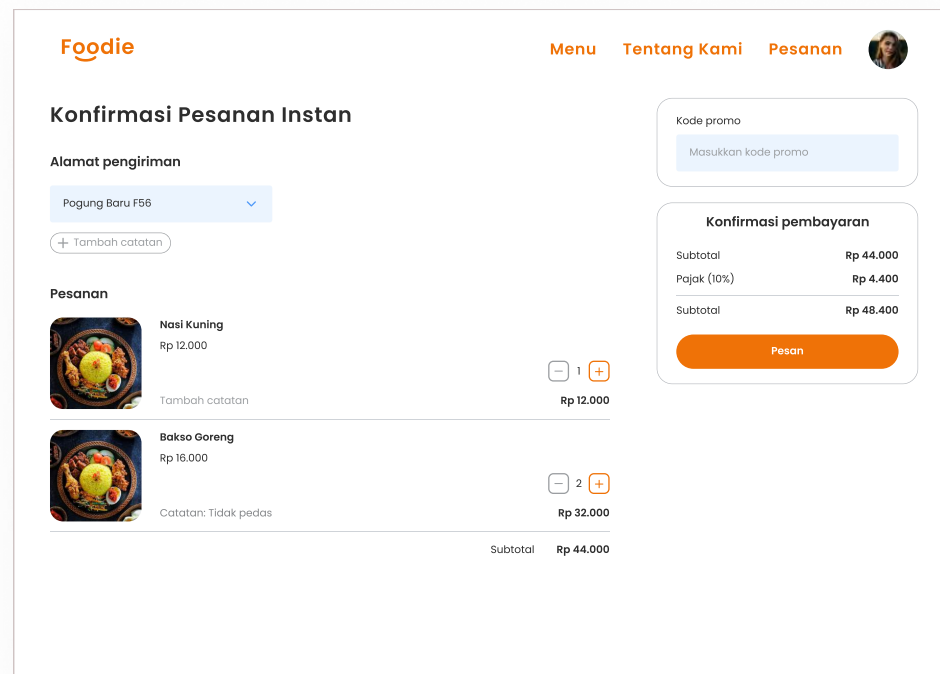 Foodie
Menu Tentang Kami Pesanan
Konfirmasi Pesanan Instan
Alamat pengiriman
Pogung Baru F56
Tambah catatan
Pesanan
Nasi Kuning
Rp 12.000
1
Tambah catatan
Rp 12.000
Bakso Goreng
Rp 16.000
2
Catatan: Tidak pedas
Rp 32.000
Subtotal Rp 44.000
Kode promo
Masukkan kode promo
Konfirmasi pembayaran
Subtotal Rp 44.000
Pajak (10%) Rp 4.400
Subtotal Rp 48.400
Pesan